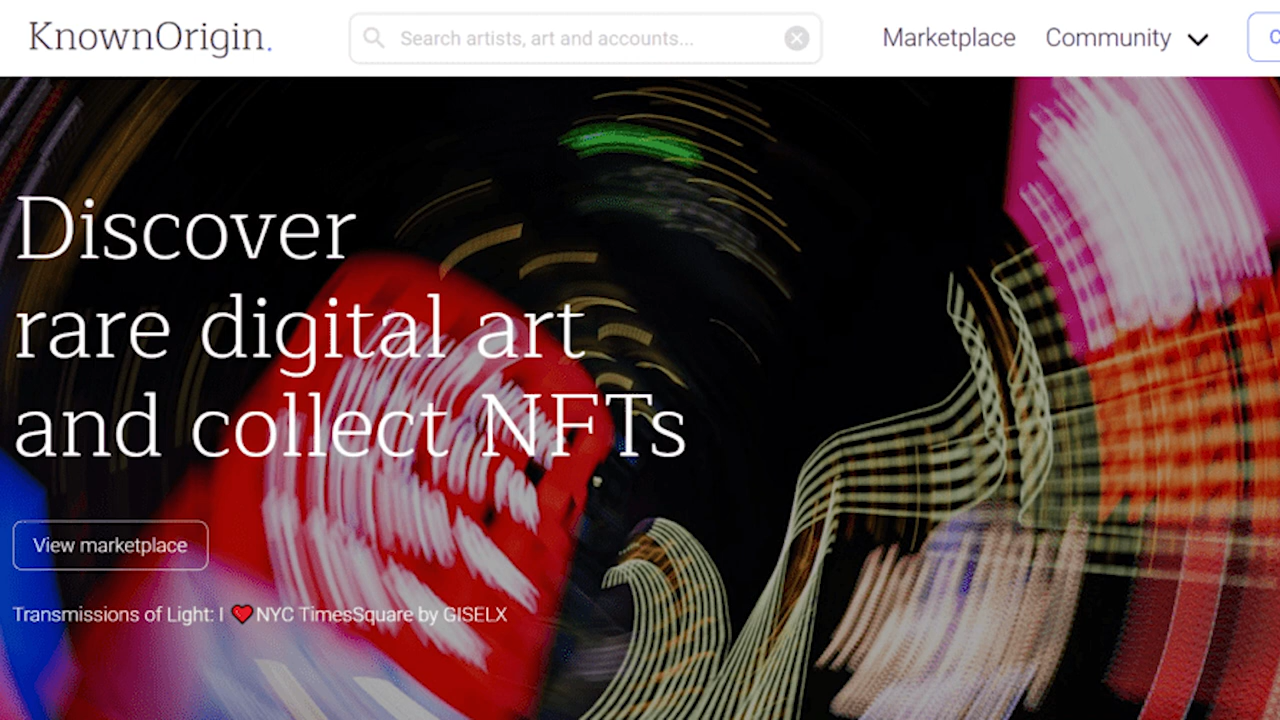 KnownOrigin.
Search artists, art and accounts...
Marketplace
Community
Discover
rare digital art
and collect NFTs
View marketplace
Transmissions of Light: I ❤️NYC TimesSquare by GISELX